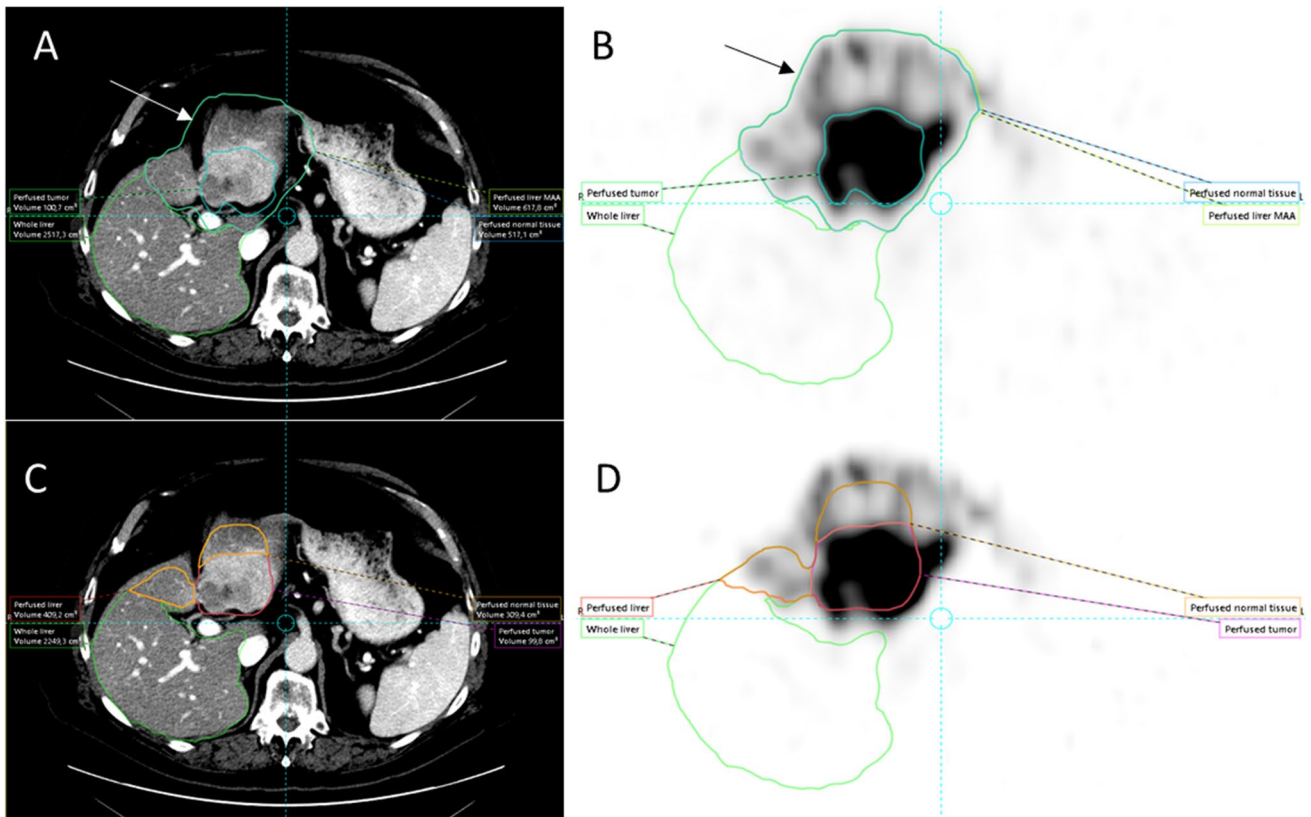 A
Perfused tumor
Volume 100,7 cm³
R
Whole liver
Volume 2517,3 cm³
Perfused liver MAA
Volume 617,8 cm³
Perfused normal tissue
Volume 517,1 cm³
B
Perfused tumor
R
Whole liver
Perfused normal tissue
L
Perfused liver MAA
C
Perfused liver
Volume 409,2 cm³
R
Whole liver
Volume 2249,3 cm³
Perfused normal tissue
Volume 309,4 cm³
L
Perfused tumor
Volume 99,8 cm³
D
Perfused liver
R
Whole liver
Perfused normal tissue
L
Perfused tumor